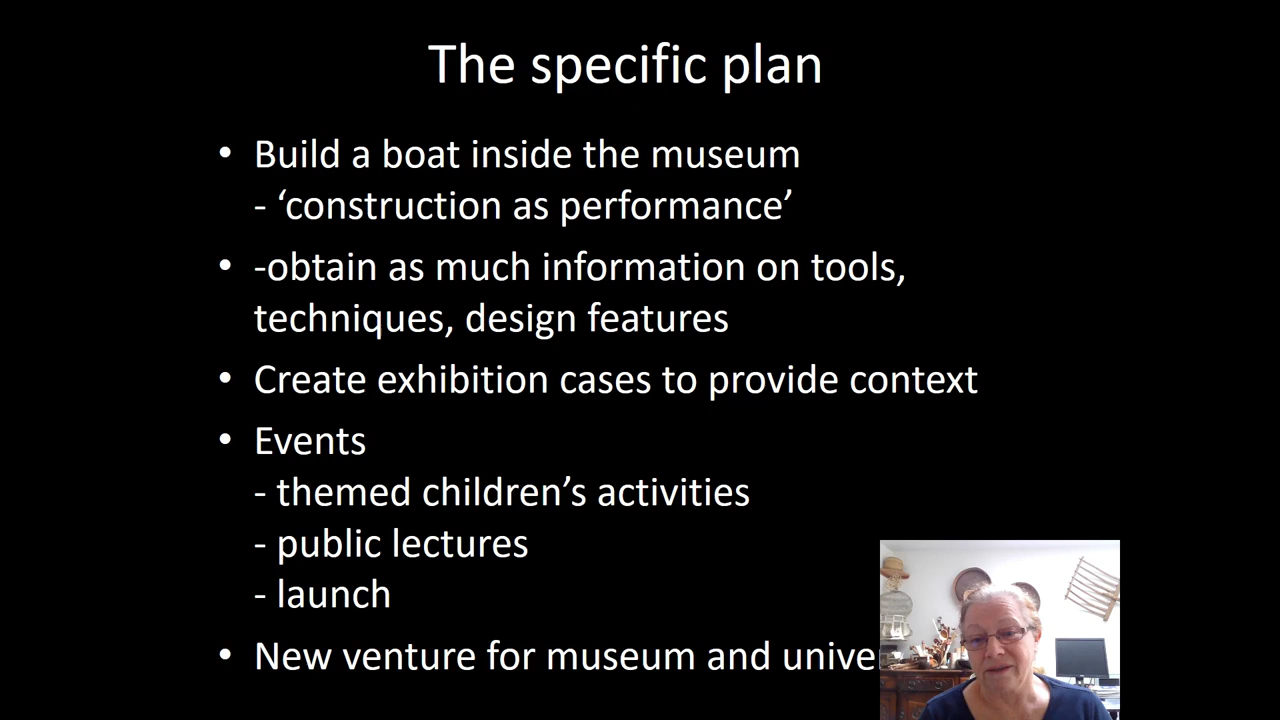 The specific plan
• Build a boat inside the museum
- ‘construction as performance’
• -obtain as much information on tools,
techniques, design features
• Create exhibition cases to provide context
• Events
- themed children’s activities
- public lectures
- launch
• New venture for museum and